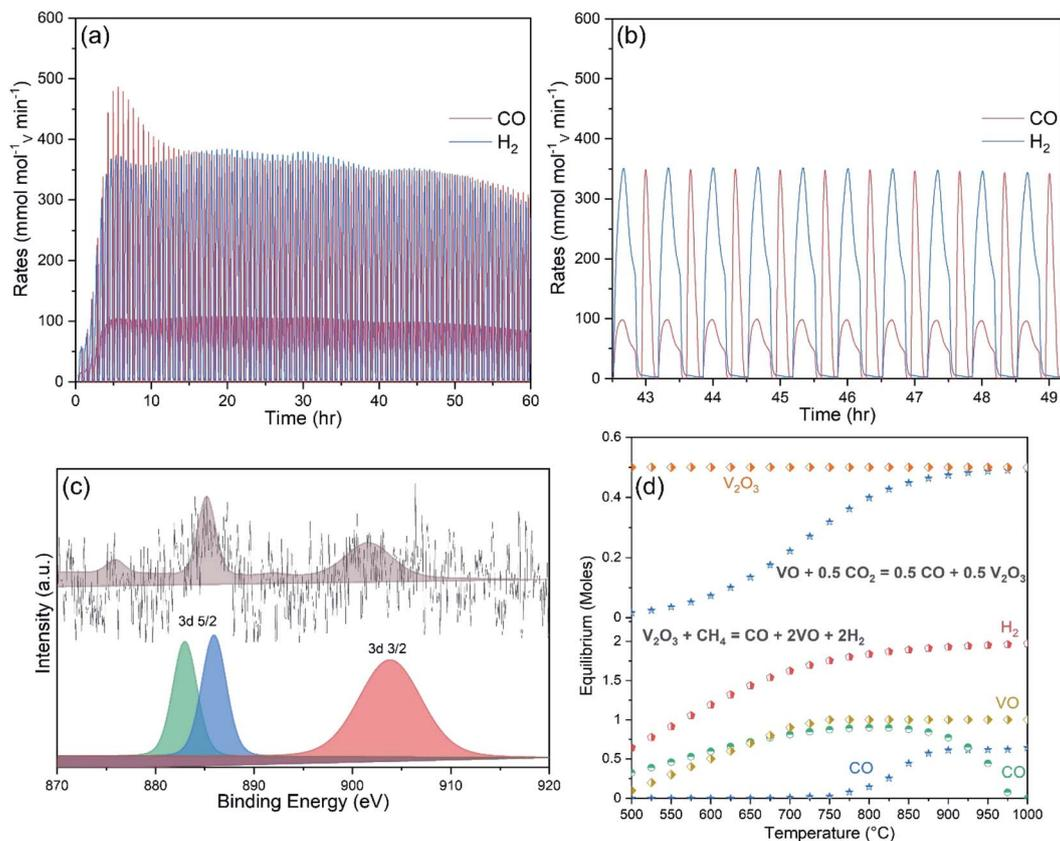 (a)
600
500
400
300
200
100
0
Rates (mmol mol⁻¹V min⁻¹)
CO
H₂
0 10 20 30 40 50 60
Time (hr)
(b)
600
500
400
300
200
100
0
Rates (mmol mol⁻¹V min⁻¹)
CO
H₂
43 44 45 46 47 48 49
Time (hr)
(c)
Intensity (a.u.)
3d 5/2
3d 3/2
870 880 890 900 910 920
Binding Energy (eV)
(d)
0.6
0.4
0.2
0
2
1.5
1
0.5
0
Equilibrium (Moles)
V₂O₃
VO + 0.5 CO₂ = 0.5 CO + 0.5 V₂O₃
V₂O₃ + CH₄ = CO + 2VO + 2H₂
H₂
VO
CO
CO
500 550 600 650 700 750 800 850 900 950 1000
Temperature (°C)